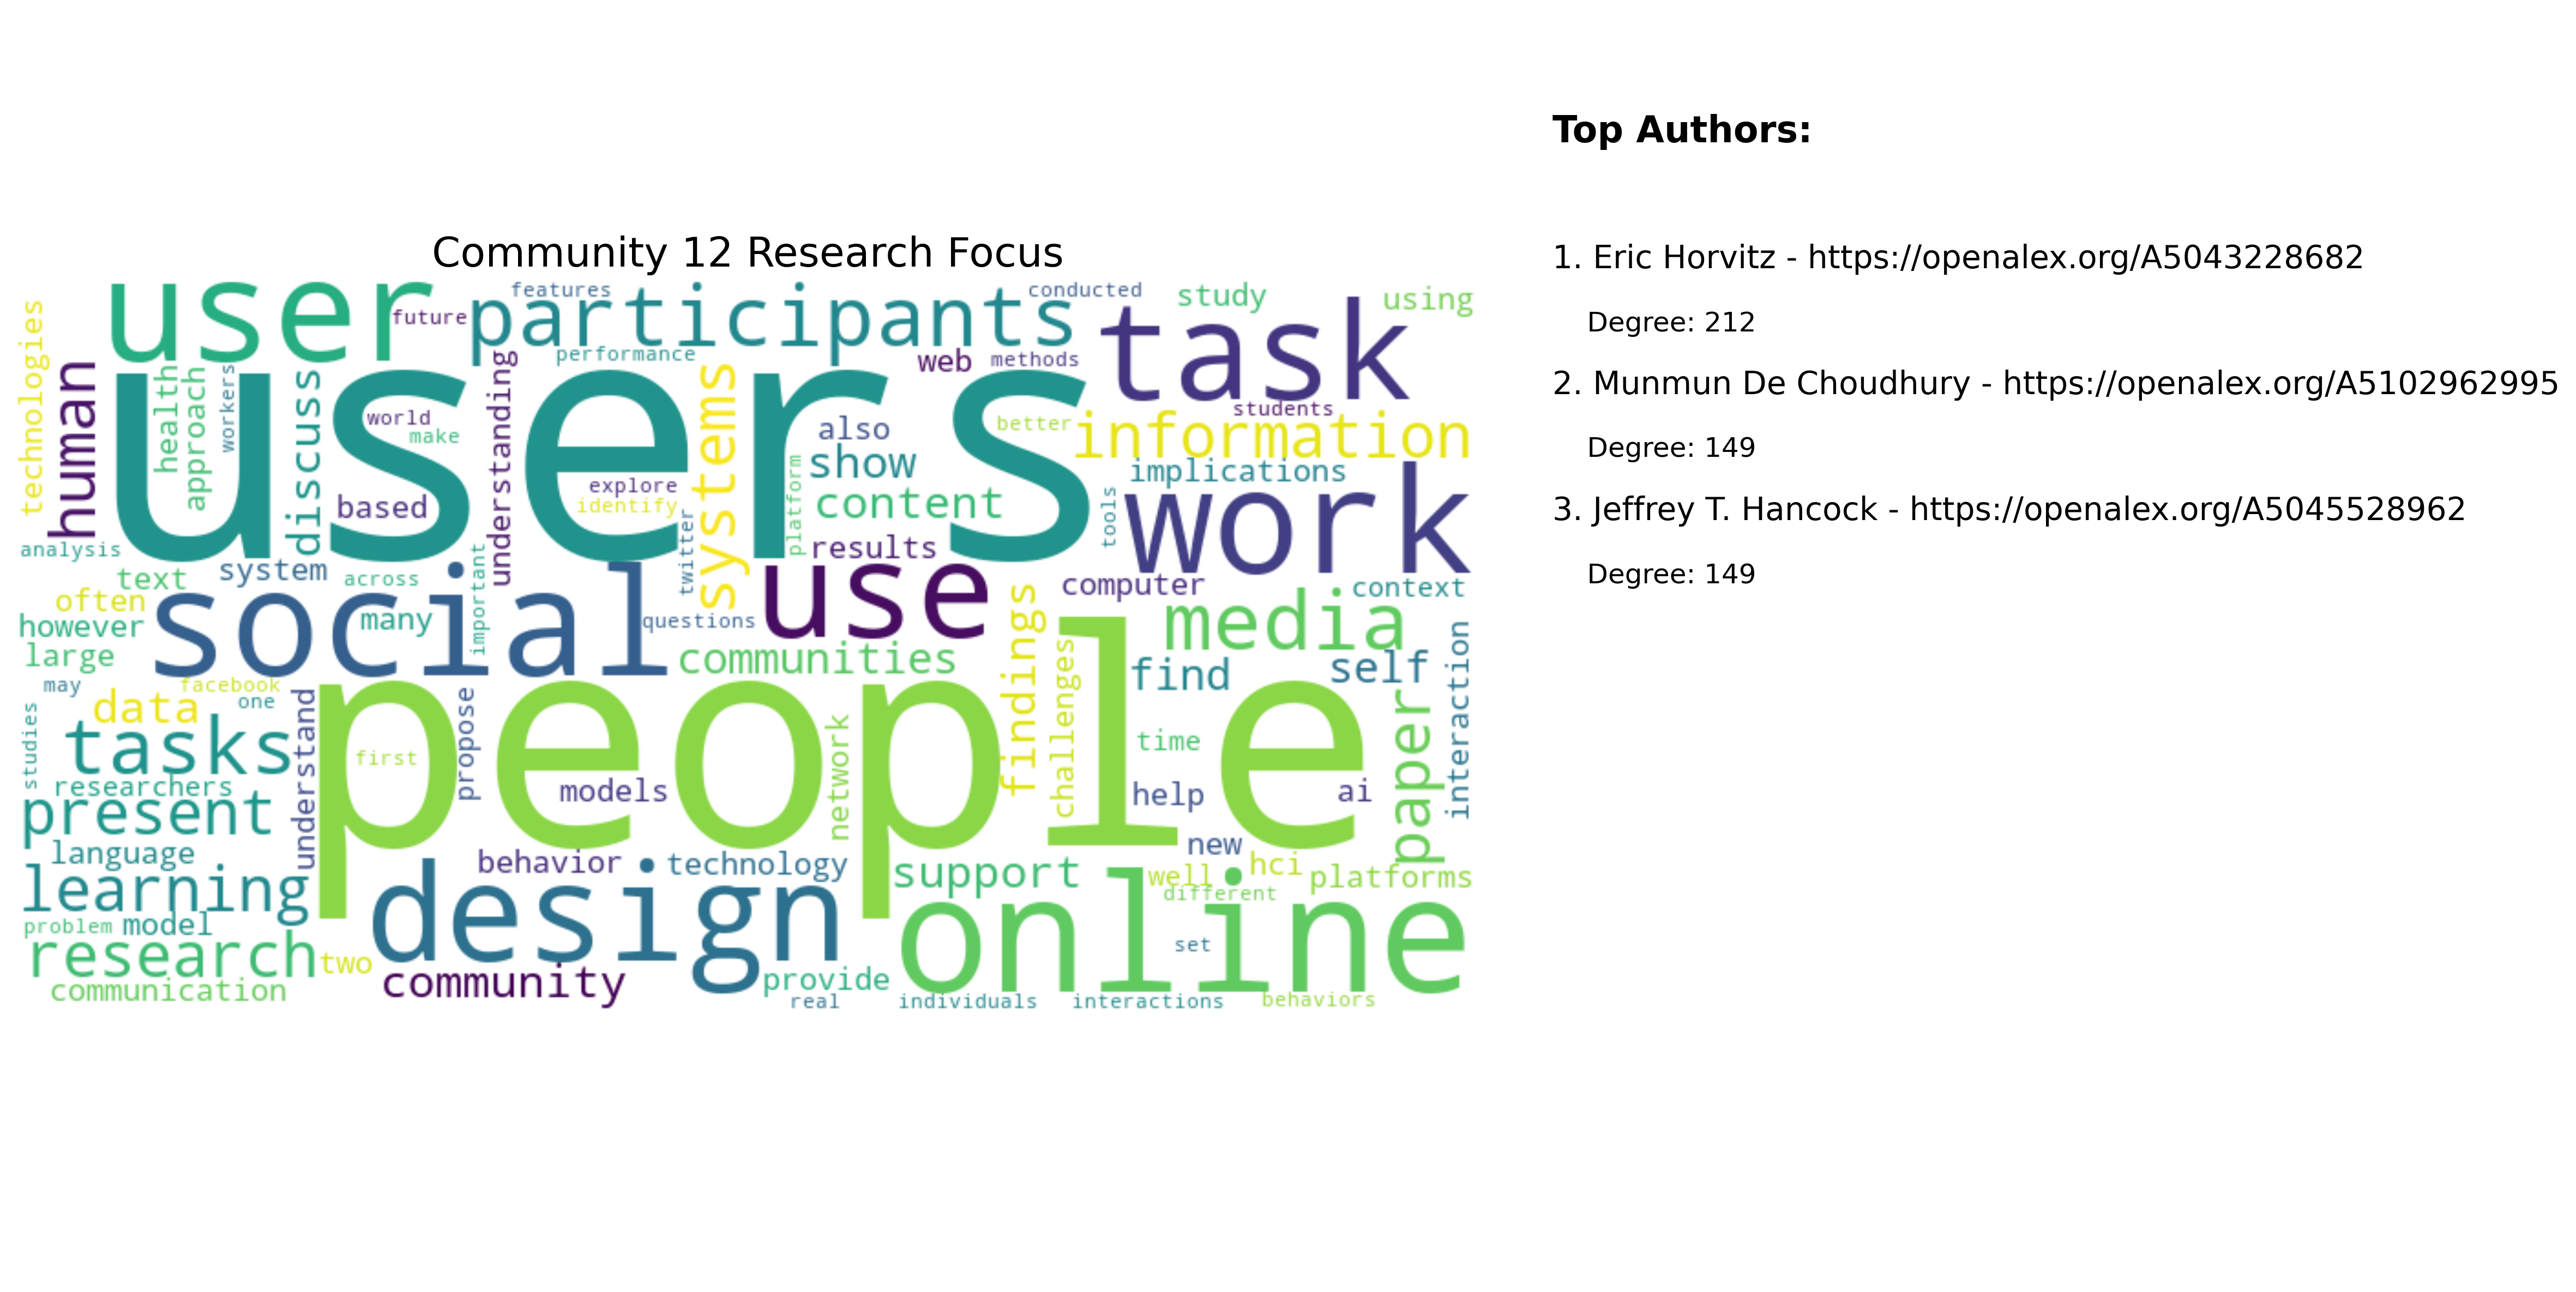 Top Authors:
Community 12 Research Focus
1. Eric Horvitz - https://openalex.org/A5043228682
Degree: 212
2. Munmun De Choudhury - https://openalex.org/A5102962995
Degree: 149
3. Jeffrey T. Hancock - https://openalex.org/A5045528962
Degree: 149
user
future
features
participants
conducted
study
using
performance
web
methods
task
technologies
human
users
health
approach
workers
discuss
world
make
understanding
systems
also
better
students
information
show
implications
based
explore
identify
twitter
platform
content
tools
work
results
analysis
text
system
across
important
use
computer
context
often
social
many
questions
however
large
communities
findings
challenges
media
find
self
interaction
may
facebook
one
data
studies
tasks
understand
people
first
propose
models
network
time
help
ai
paper
researchers
present
language
behavior
technology
new
support
well
hci
platforms
different
learning
design
online
problem
model
set
research
two
community
provide
communication
real
individuals
interactions
behaviors